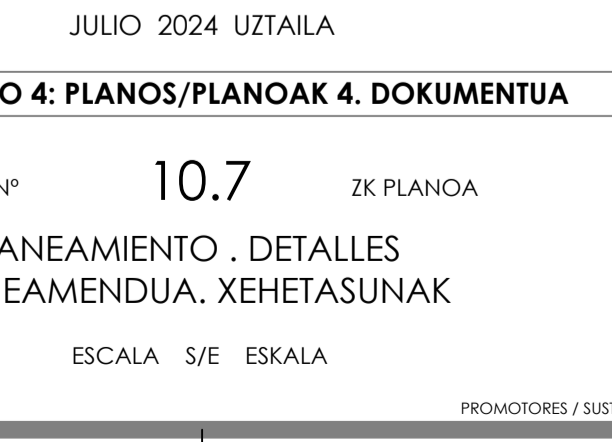 JULIO 2024 UZTAILA
O 4: PLANOS/PLANOAK 4. DOKUMENTUA
Nº 10.7 ZK PLANOA
ANEAMIENTO . DETALLES
EAMENDUA. XEHETASUNAK
ESCALA S/E ESKALA
PROMOTORES / SUST